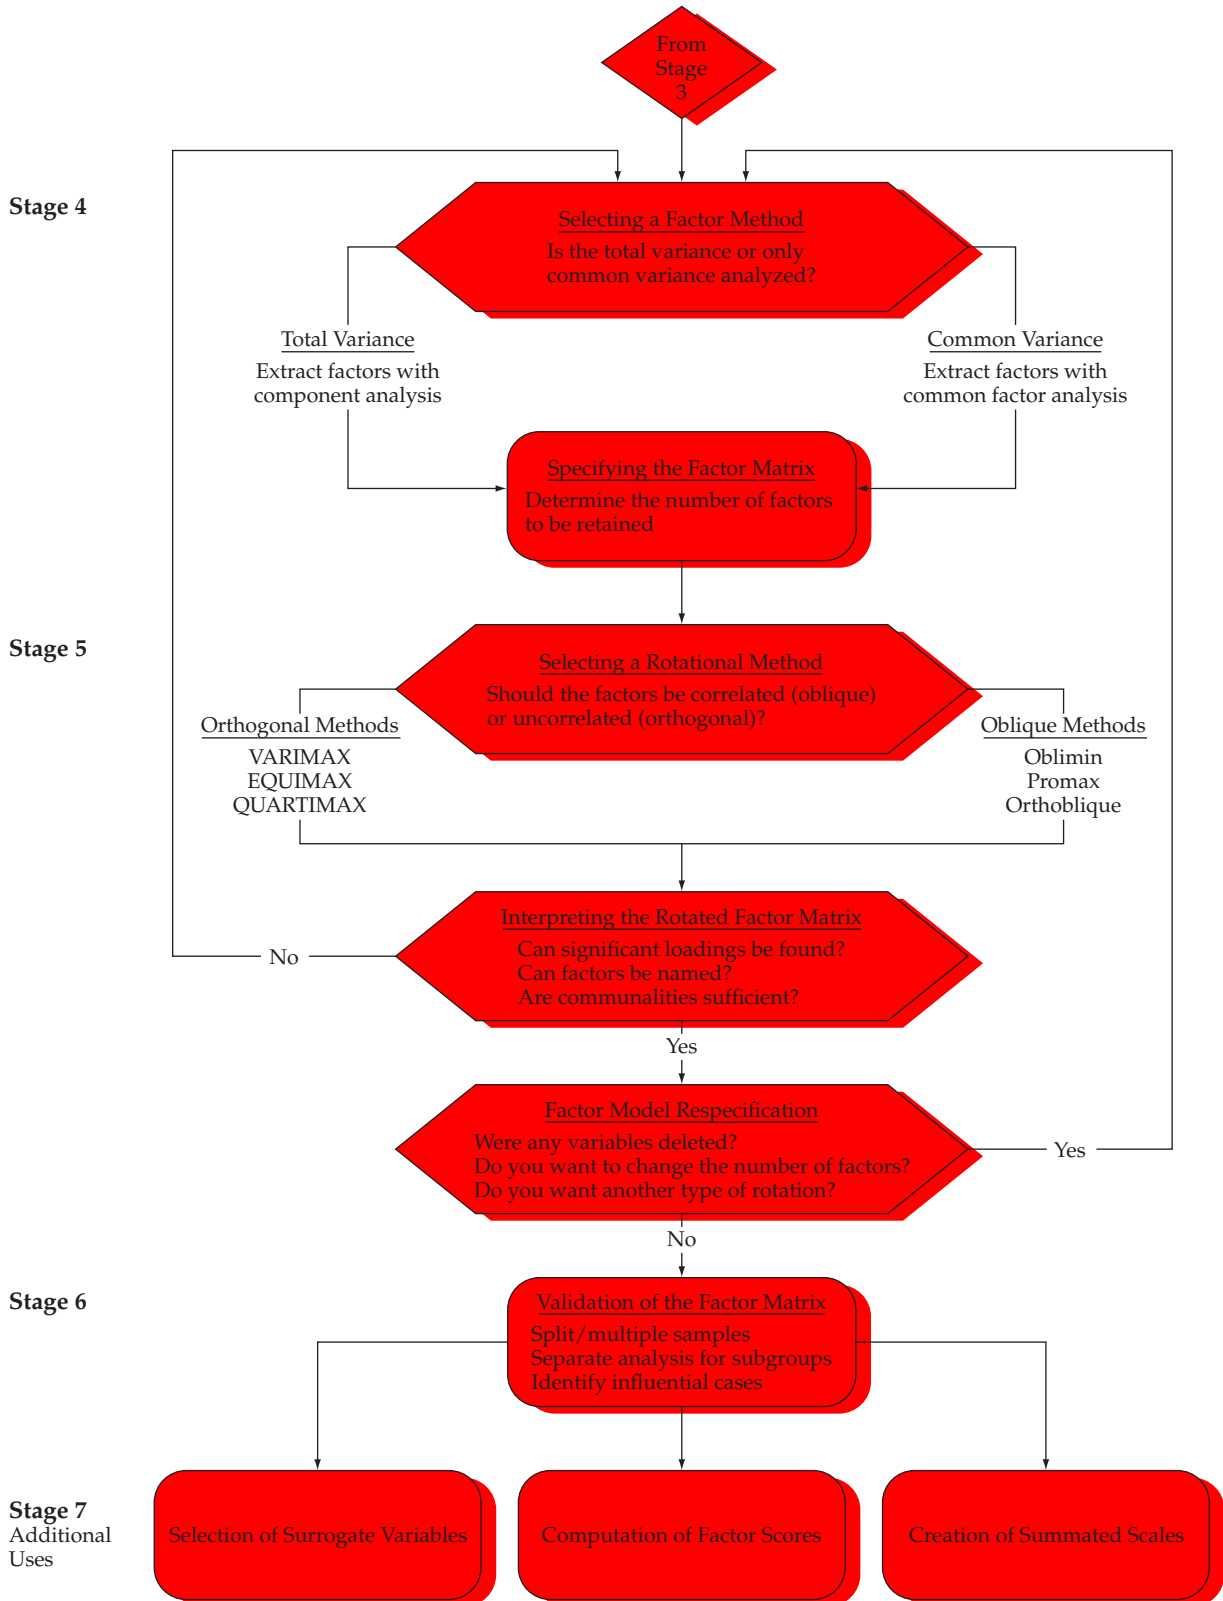 From
Stage
3
Stage 4
Selecting a Factor Method
Is the total variance or only
common variance analyzed?
Total Variance
Extract factors with
component analysis
Common Variance
Extract factors with
common factor analysis
Specifying the Factor Matrix
Determine the number of factors
to be retained
Stage 5
Selecting a Rotational Method
Should the factors be correlated (oblique)
or uncorrelated (orthogonal)?
Orthogonal Methods
VARIMAX
EQUIMAX
QUARTIMAX
Oblique Methods
Oblimin
Promax
Orthoblique
Interpreting the Rotated Factor Matrix
Can significant loadings be found?
Can factors be named?
Are communalities sufficient?
No
Yes
Factor Model Respecification
Were any variables deleted?
Do you want to change the number of factors?
Do you want another type of rotation?
Yes
No
Stage 6
Validation of the Factor Matrix
Split/multiple samples
Separate analysis for subgroups
Identify influential cases
Stage 7
Additional
Uses
Selection of Surrogate Variables
Computation of Factor Scores
Creation of Summated Scales